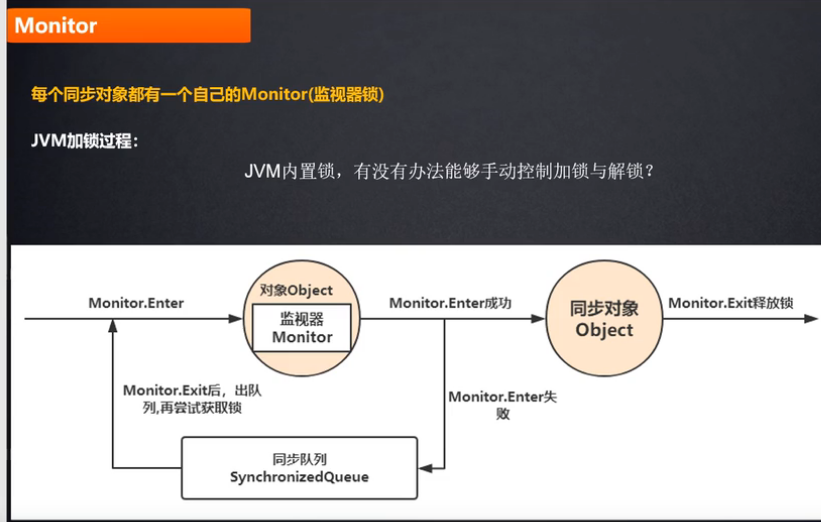 Monitor
每个同步对象都有一个自己的Monitor(监视器锁)
JVM加锁过程：
JVM内置锁，有没有办法能够手动控制加锁与解锁？
Monitor.Enter
对象Object
监视器
Monitor
Monitor.Enter成功
同步对象
Object
Monitor.Exit释放锁
Monitor.Exit后，出队
列,再尝试获取锁
Monitor.Enter失
败
同步队列
SynchronizedQueue